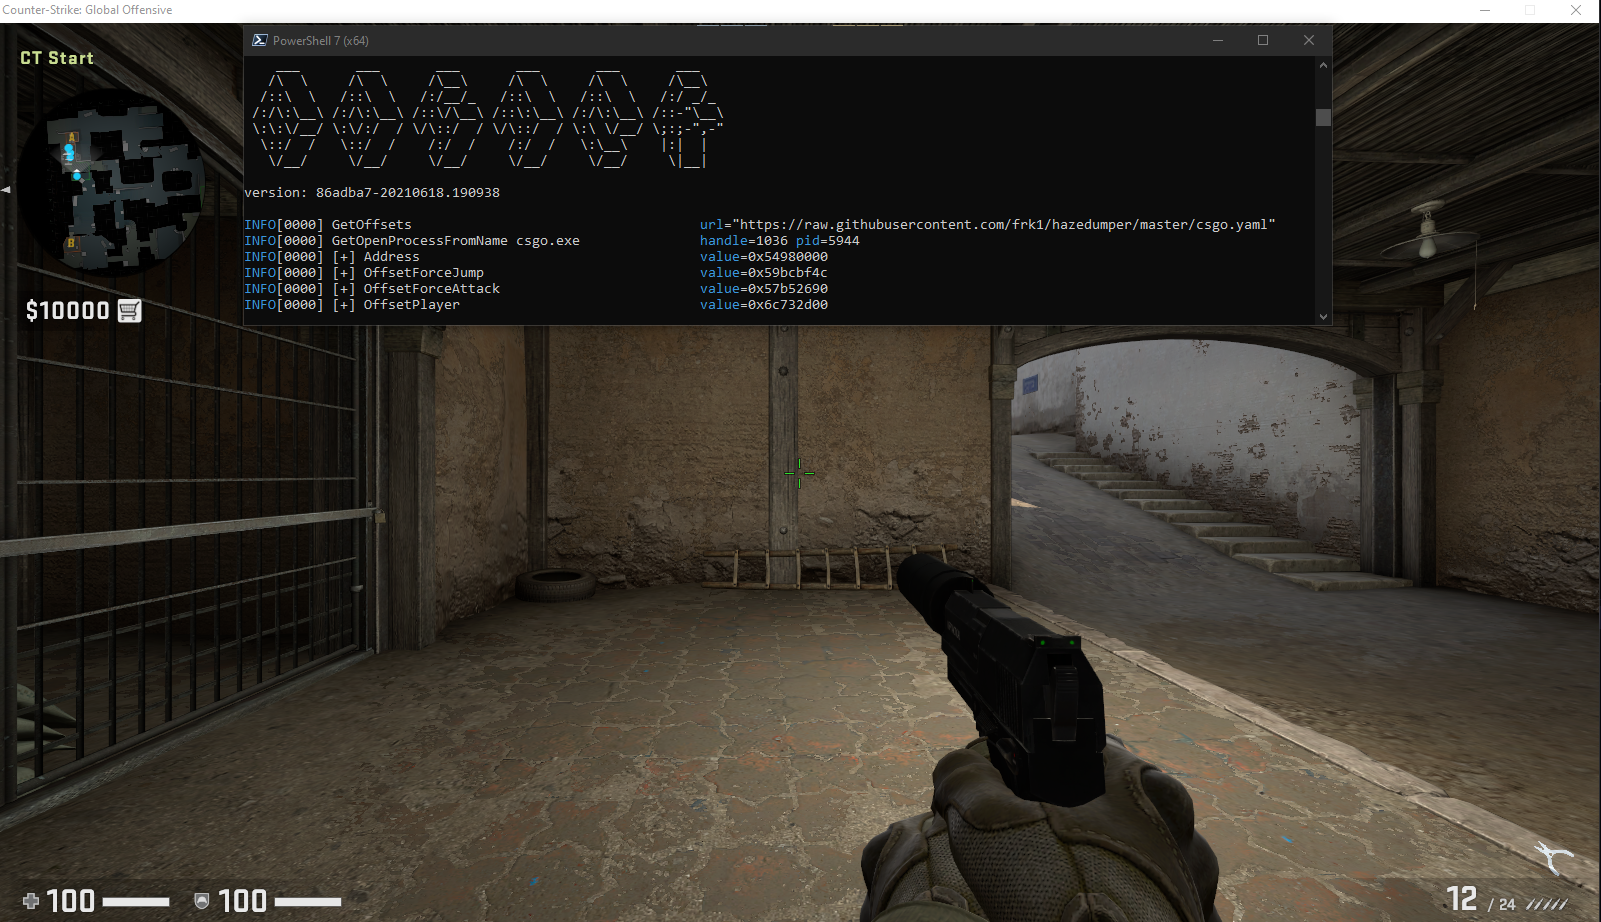 Counter-Strike: Global Offensive
PowerShell 7 (x64)
CT Start
A
B
$10000
version: 86adba7-20210618.190938
INFO[0000] GetOffsets url="https://raw.githubusercontent.com/frk1/hazedumper/master/csgo.yaml"
INFO[0000] GetOpenProcessFromName csgo.exe handle=1036 pid=5944
INFO[0000] [+] Address value=0x54980000
INFO[0000] [+] OffsetForceJump value=0x59bcbf4c
INFO[0000] [+] OffsetForceAttack value=0x57b52690
INFO[0000] [+] OffsetPlayer value=0x6c732d00
100 100
12 / 24